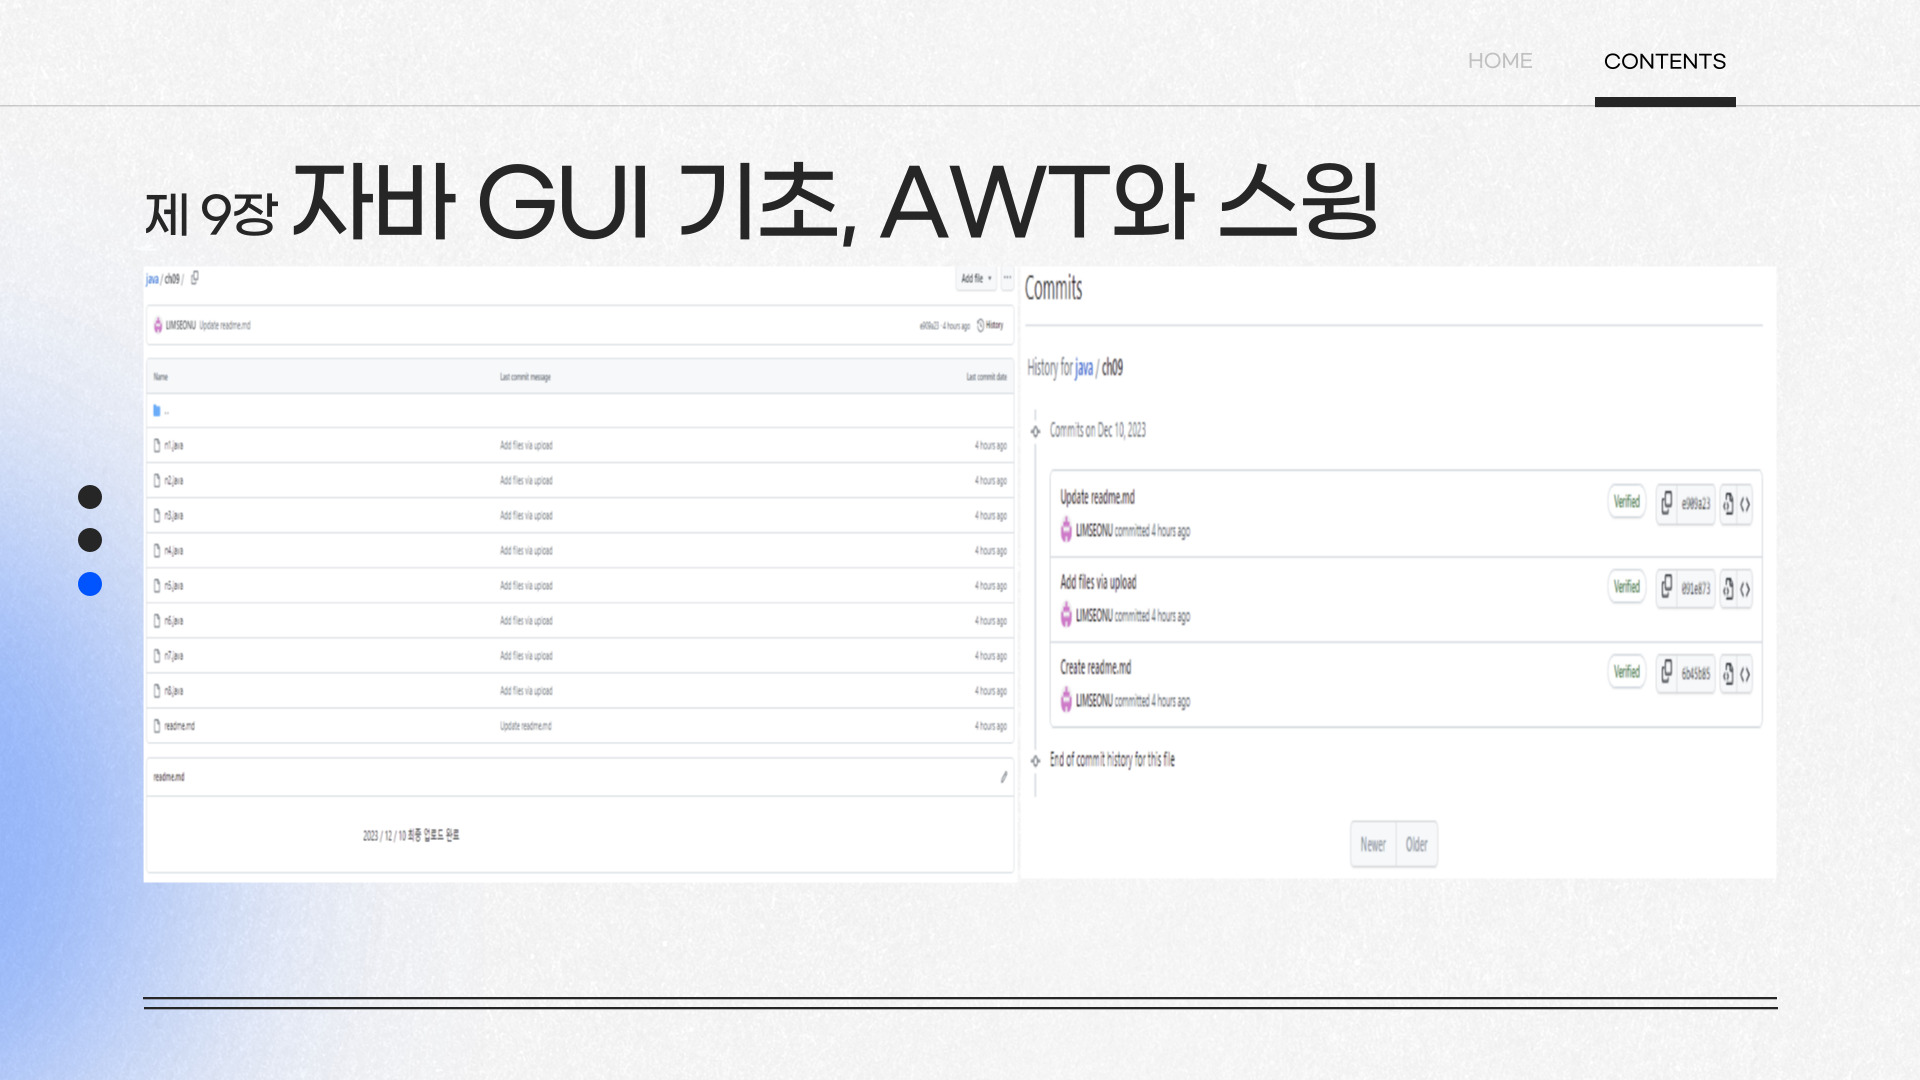 HOME CONTENTS
제 9장 자바 GUI 기초, AWT와 스윙
java / ch09 /
Add file
LIMSEONU Update readme.md
e909a23 · 4 hours ago History
Name Last commit message Last commit date
..
n1.java Add files via upload 4 hours ago
n2.java Add files via upload 4 hours ago
n3.java Add files via upload 4 hours ago
n4.java Add files via upload 4 hours ago
n5.java Add files via upload 4 hours ago
n6.java Add files via upload 4 hours ago
n7.java Add files via upload 4 hours ago
n8.java Add files via upload 4 hours ago
readme.md Update readme.md 4 hours ago
readme.md
2023 / 12 / 10 최종 업로드 완료
Commits
History for java / ch09
Commits on Dec 10, 2023
Update readme.md
LIMSEONU committed 4 hours ago
Verified e909a23
Add files via upload
LIMSEONU committed 4 hours ago
Verified 091e873
Create readme.md
LIMSEONU committed 4 hours ago
Verified 6b45b85
End of commit history for this file
Newer Older